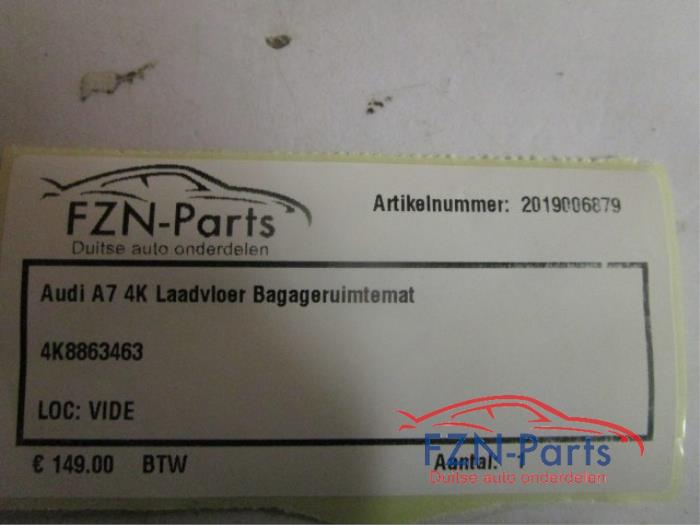 FZN-Parts
Duitse auto onderdelen
Artikelnummer: 2019006879
Audi A7 4K Laadvloer Bagageruimtemat
4K8863463
LOC: VIDE
€ 149.00 BTW
Aantal: 1
FZN-Parts
Duitse auto onderdelen